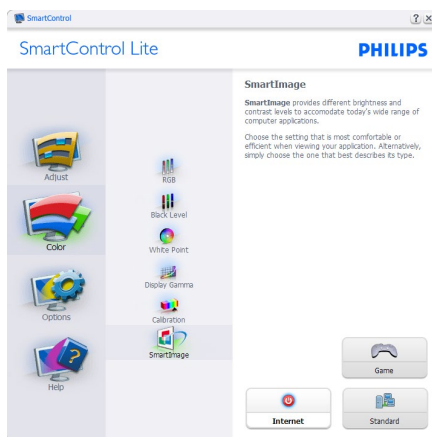 SmartControl
SmartControl Lite
PHILIPS
Adjust
Color
Options
Help
RGB
Black Level
White Point
Display Gamma
Calibration
SmartImage
SmartImage
SmartImage provides different brightness and
contrast levels to accomodate today's wide range of
computer applications.
Choose the setting that is most comfortable or
efficient when viewing your application. Alternatively,
simply choose the one that best describes its type.
Game
Internet
Standard